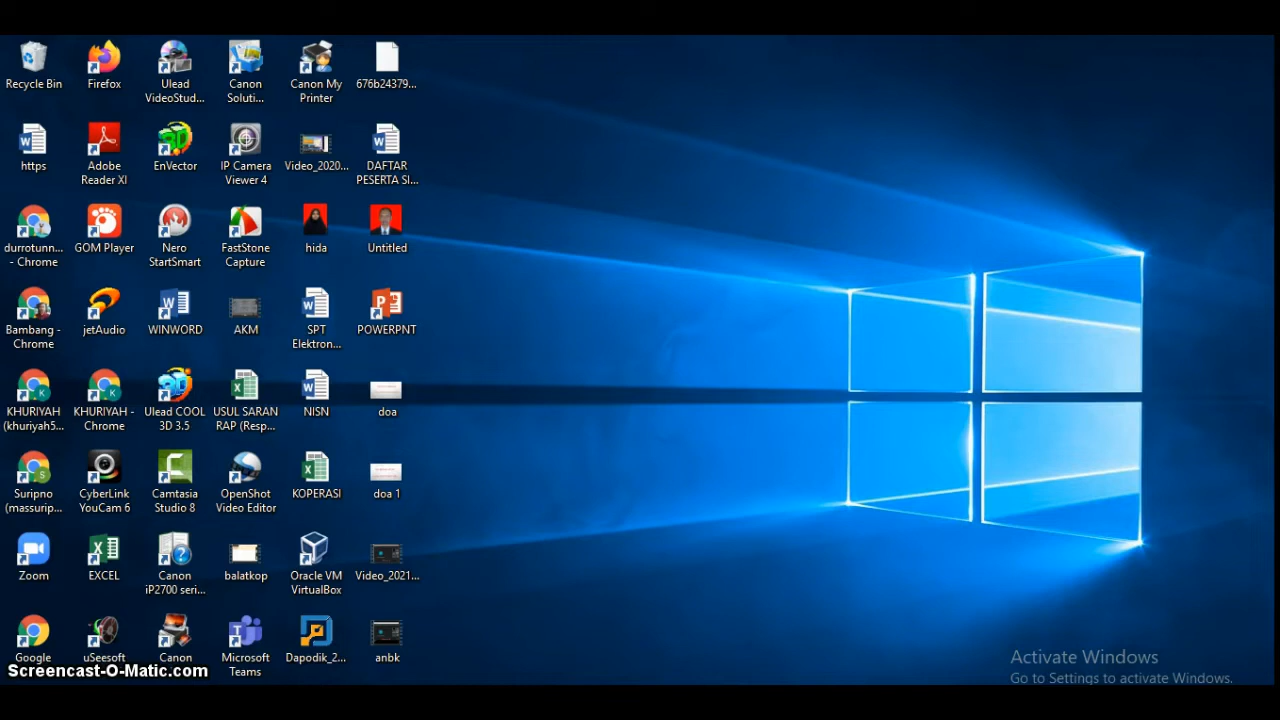 Recycle Bin
Firefox
Ulead
VideoStud...
Canon
Soluti...
Canon My
Printer
676b24379...
https
Adobe
Reader XI
EnVector
IP Camera
Viewer 4
Video_2020...
DAFTAR
PESERTA SI...
durrotunn...
- Chrome
GOM Player
Nero
StartSmart
FastStone
Capture
hida
Untitled
Bambang -
Chrome
jetAudio
WINWORD
AKM
SPT
Elektron...
POWERPNT
KHURIYAH
(khuriyah5...
KHURIYAH -
Chrome
Ulead COOL
3D 3.5
USUL SARAN
RAP (Resp...
NISN
doa
Suripno
(massurip...
CyberLink
YouCam 6
Camtasia
Studio 8
OpenShot
Video Editor
KOPERASI
doa 1
Zoom
EXCEL
Canon
iP2700 seri...
balatkop
Oracle VM
VirtualBox
Video_2021...
Google
uSeesoft
Canon
Microsoft
Teams
Dapodik_2...
anbk
Screencast-O-Matic.com
Activate Windows
Go to Settings to activate Windows.